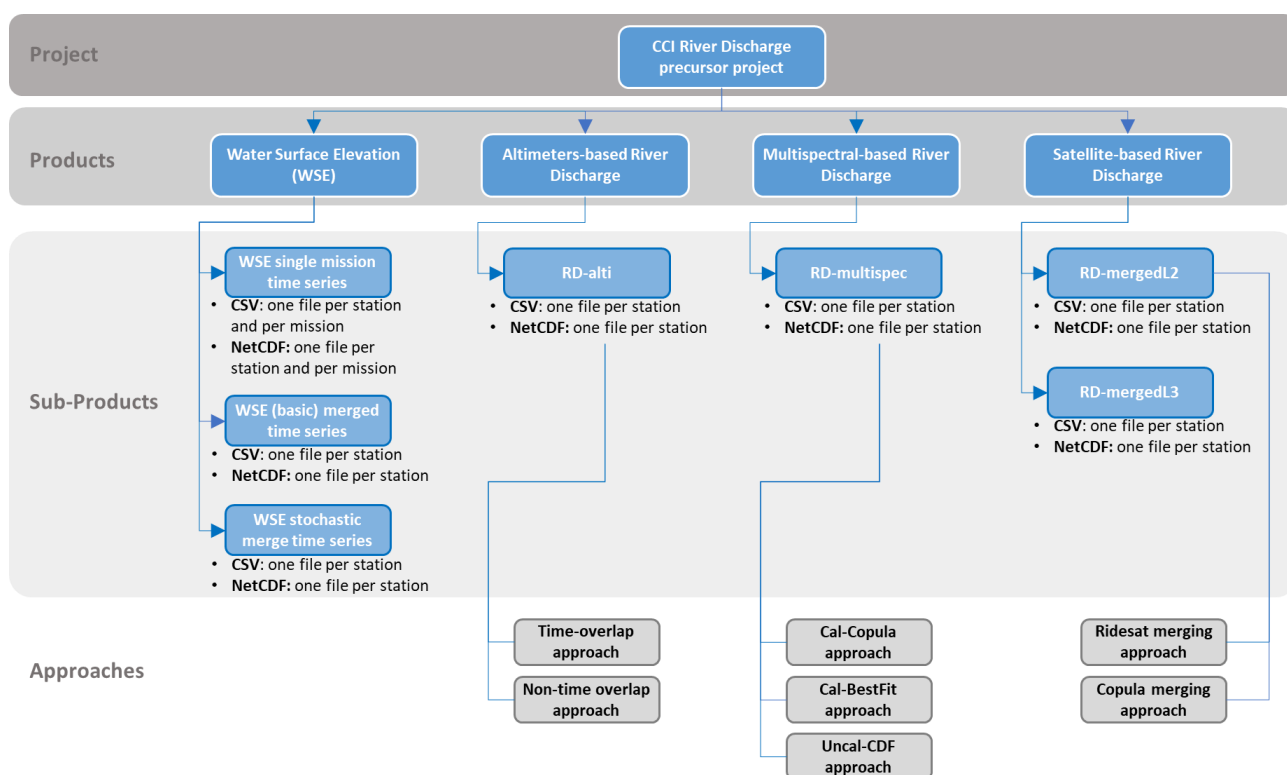 Project
CCI River Discharge
precursor project
Products
Water Surface Elevation
(WSE)
Altimeters-based River
Discharge
Multispectral-based River
Discharge
Satellite-based River
Discharge
Sub-Products
WSE single mission
time series
• CSV: one file per station
and per mission
• NetCDF: one file per
station and per mission
WSE (basic) merged
time series
• CSV: one file per station
• NetCDF: one file per station
WSE stochastic
merge time series
• CSV: one file per station
• NetCDF: one file per station
RD-alti
• CSV: one file per station
• NetCDF: one file per station
RD-multispec
• CSV: one file per station
• NetCDF: one file per station
RD-mergedL2
• CSV: one file per station
• NetCDF: one file per station
RD-mergedL3
• CSV: one file per station
• NetCDF: one file per station
Approaches
Time-overlap
approach
Non-time overlap
approach
Cal-Copula
approach
Cal-BestFit
approach
Uncal-CDF
approach
Ridesat merging
approach
Copula merging
approach